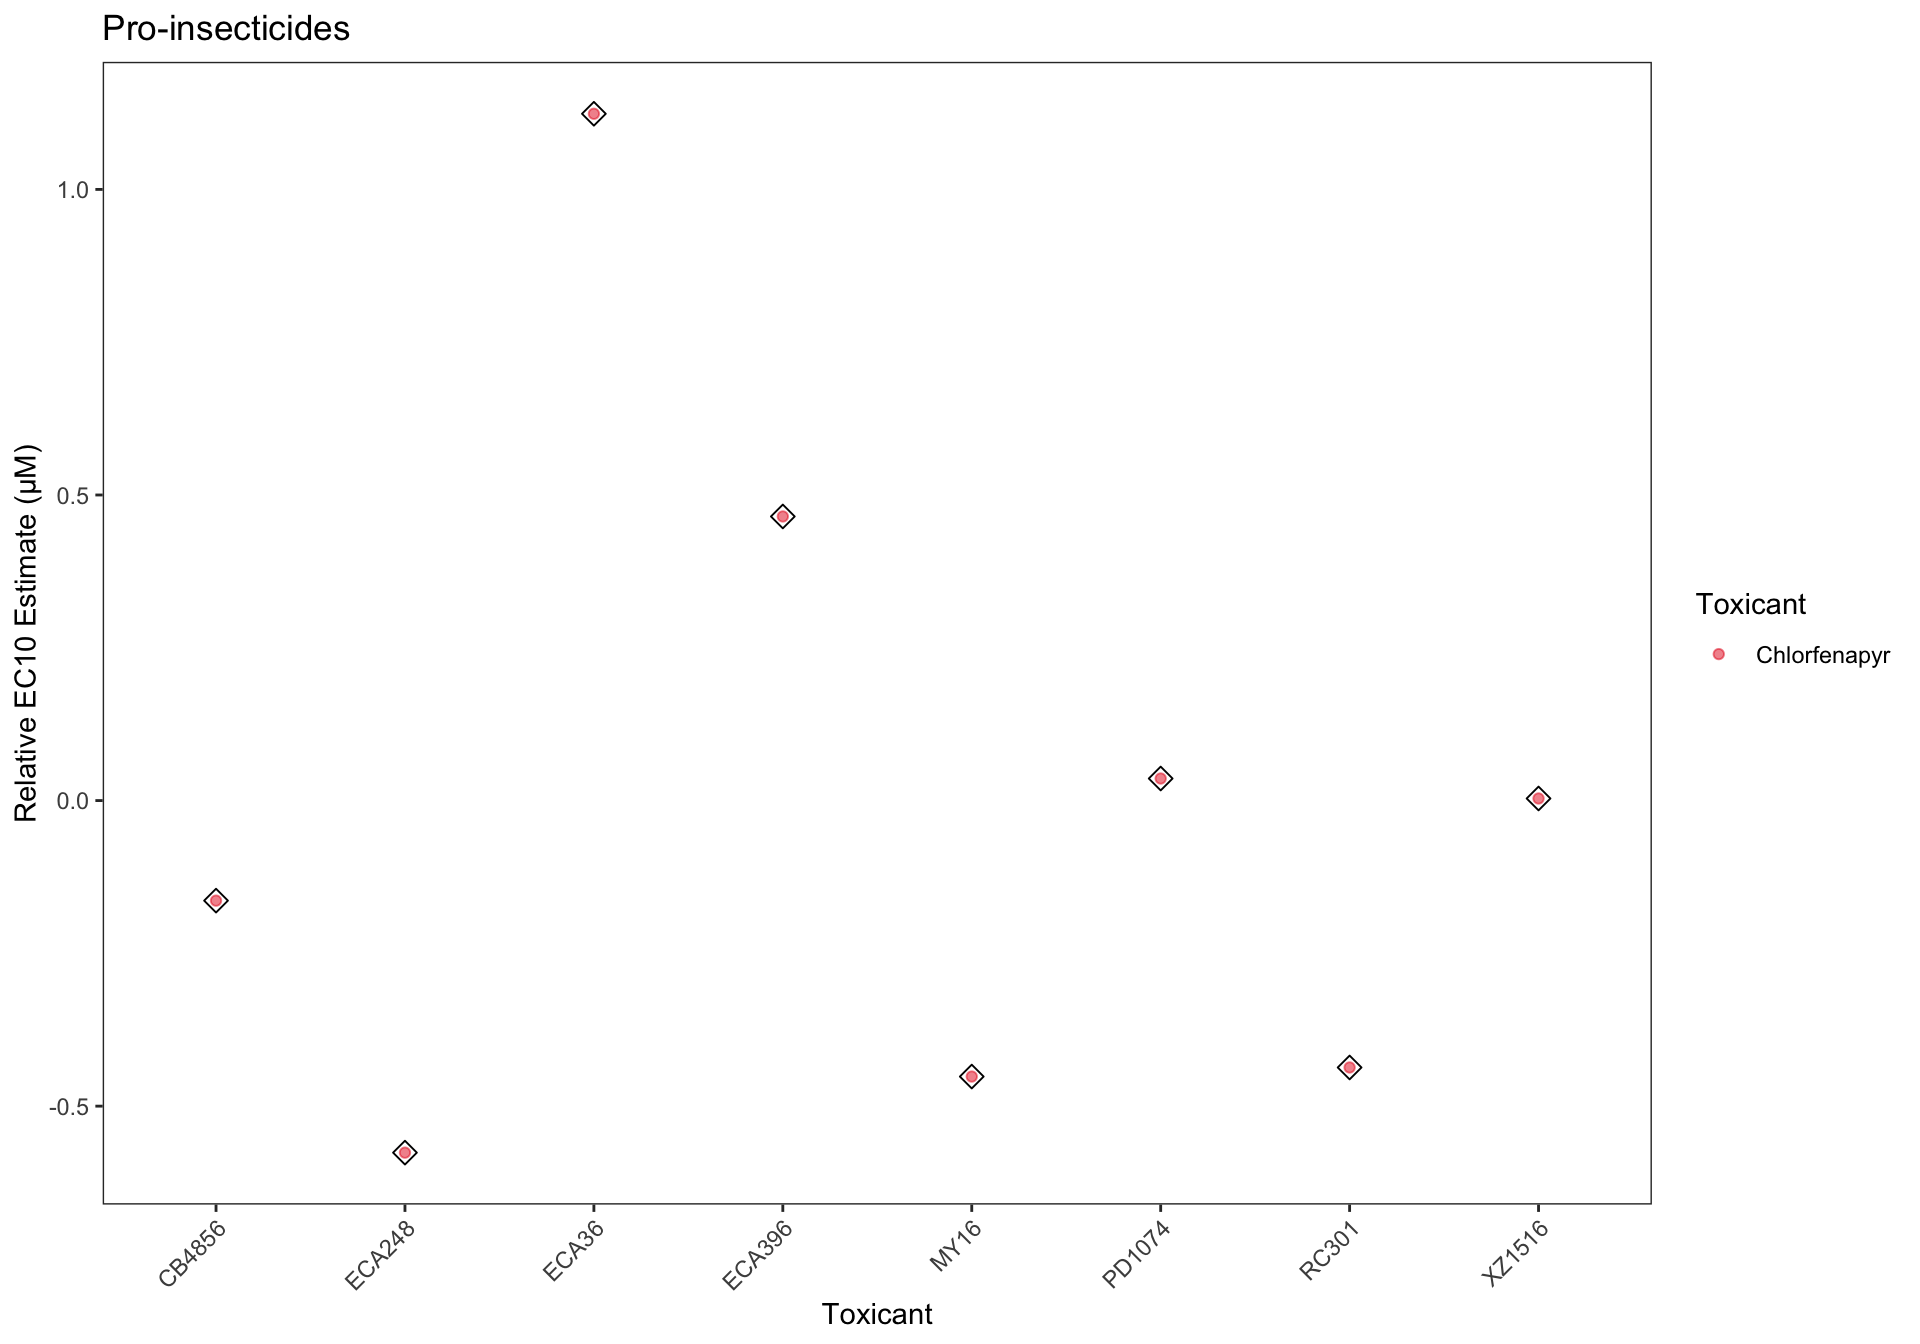 Pro-insecticides
Relative EC10 Estimate (μM)
1.0
0.5
0.0
-0.5
CB4856
ECA248
ECA36
ECA396
MY16
PD1074
RC301
XZ1516
Toxicant
Toxicant
Chlorfenapyr